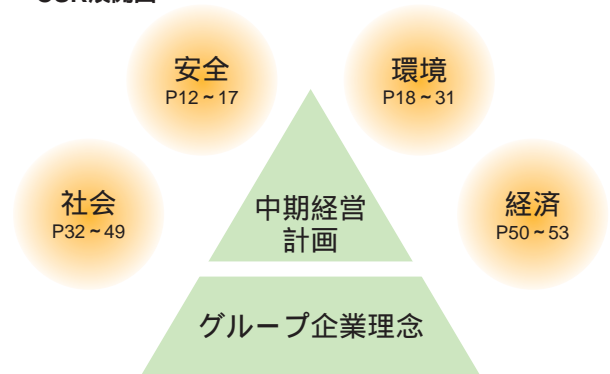 安全
P12~17
環境
P18~31
社会
P32~49
中期経営
計画
経済
P50~53
グループ企業理念